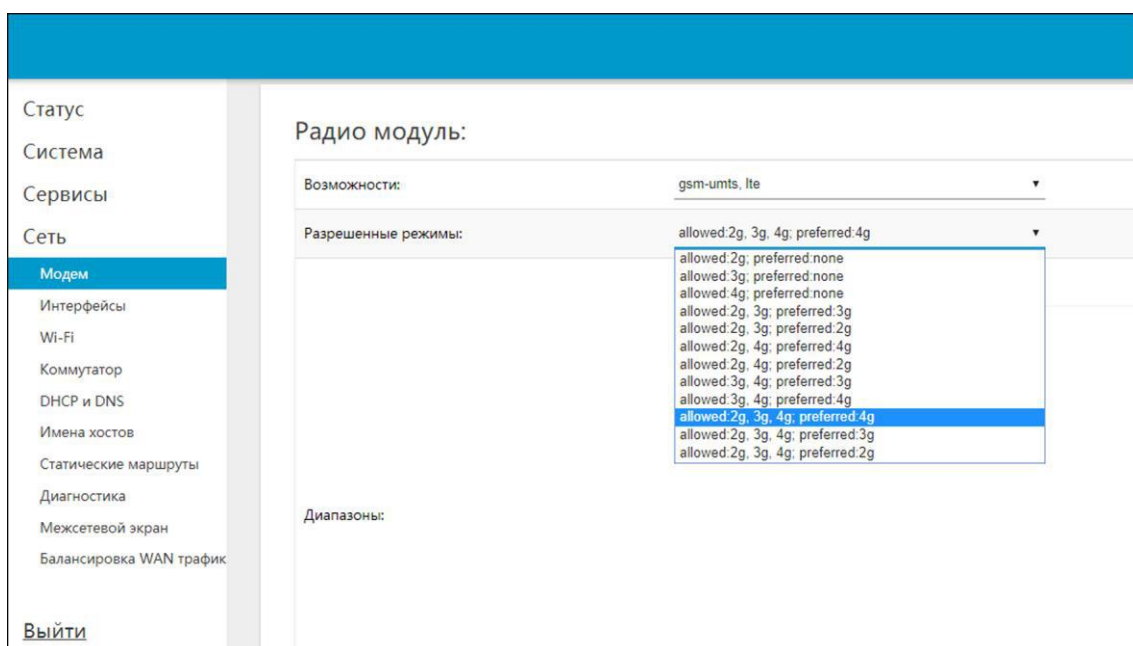 Статус
Система
Сервисы
Сеть
Модем
Интерфейсы
Wi-Fi
Коммутатор
DHCP и DNS
Имена хостов
Статические маршруты
Диагностика
Межсетевой экран
Балансировка WAN трафик
Выйти
Радио модуль:
Возможности: gsm-umts, lte
Разрешенные режимы: allowed:2g, 3g, 4g; preferred:4g
allowed:2g; preferred:none
allowed:3g; preferred:none
allowed:4g; preferred:none
allowed:2g, 3g; preferred:3g
allowed:2g, 3g; preferred:2g
allowed:2g, 4g; preferred:4g
allowed:2g, 4g; preferred:2g
allowed:3g, 4g; preferred:3g
allowed:3g, 4g; preferred:4g
allowed:2g, 3g, 4g; preferred:4g
allowed:2g, 3g, 4g; preferred:3g
allowed:2g, 3g, 4g; preferred:2g
Диапазоны: